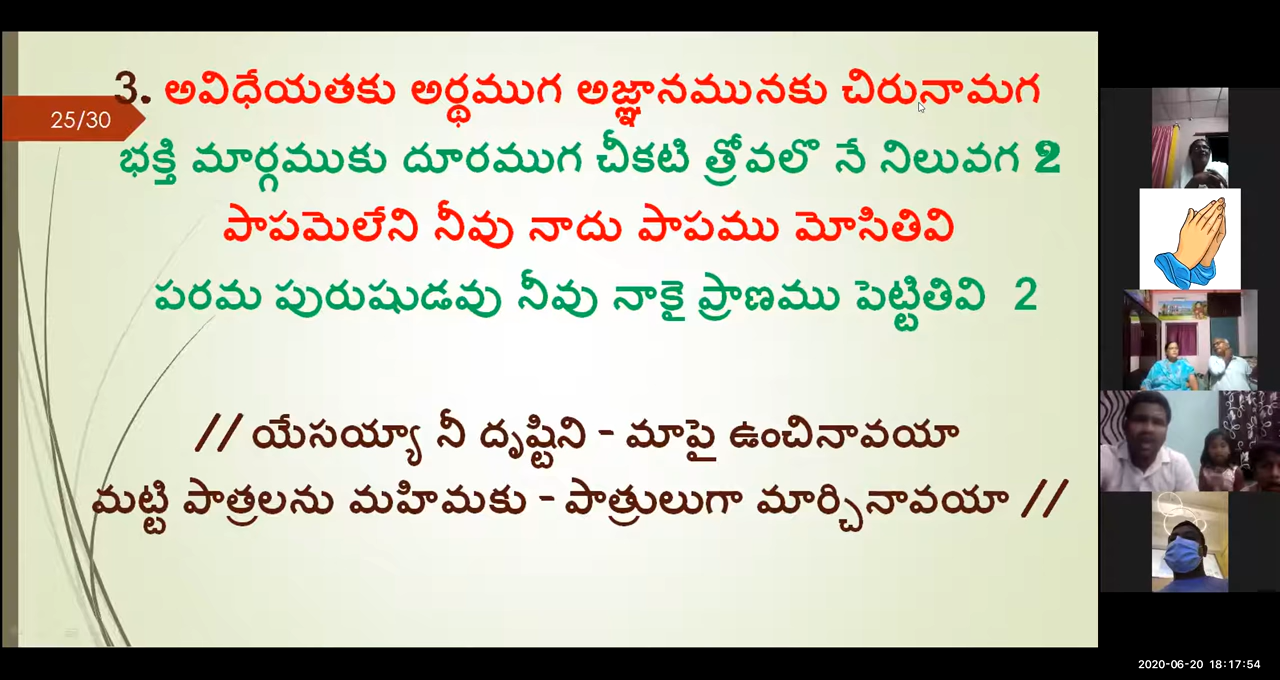 3. అవిధేయతకు అర్థముగ అజ్ఞానమునకు చిరునామగ
25/30
భక్తి మార్గముకు దూరముగ చీకటి త్రోవలొ నే నిలువగ 2
పాపమెలేని నీవు నాదు పాపము మోసితివి
పరమ పురుషుడవు నీవు నాకై ప్రాణము పెట్టితివి 2
// యేసయ్యా నీ దృష్టిని - మాపై ఉంచినావయా
మట్టి పాత్రలను మహిమకు - పాత్రులుగా మార్చినావయా //
2020-06-20 18:17:54